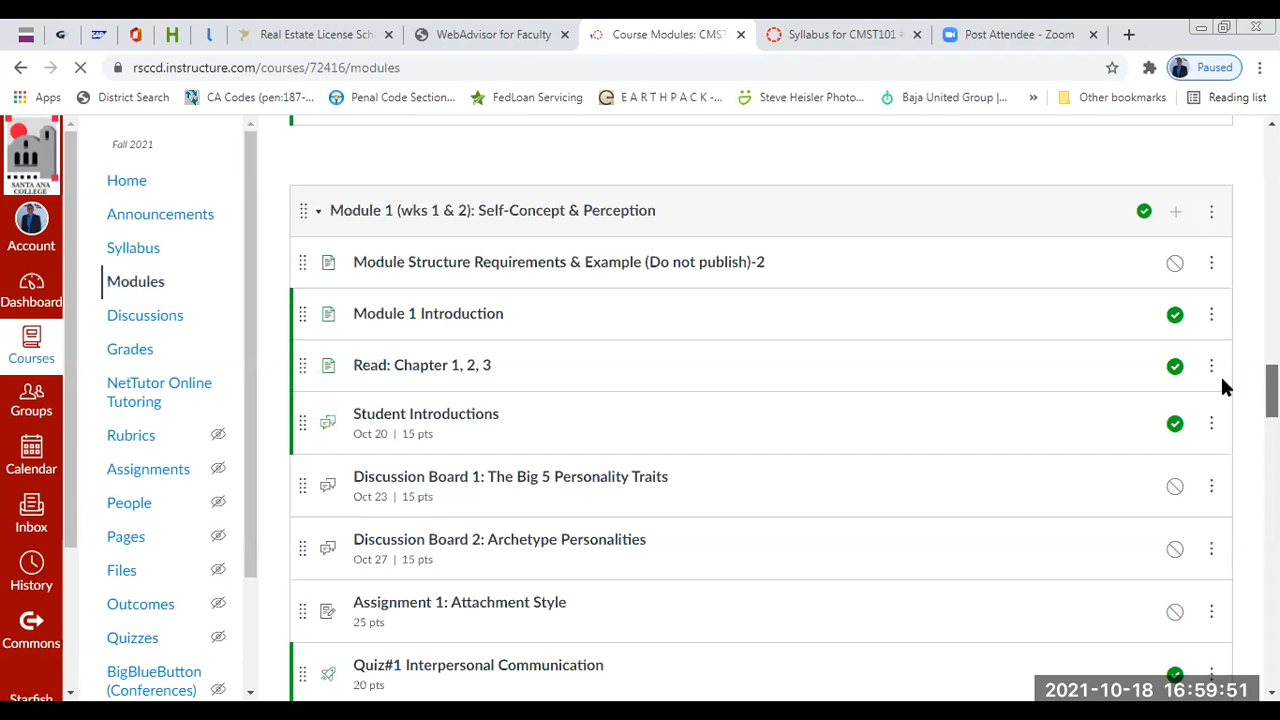 Real Estate License Sch
WebAdvisor for Faculty
Course Modules: CMST
Syllabus for CMST101
Post Attendee - Zoom
rsccd.instructure.com/courses/72416/modules
Paused
Apps
District Search
CA Codes (pen:187-...
Penal Code Section...
FedLoan Servicing
E A R T H P A C K -...
Steve Heisler Photo...
Baja United Group |...
Other bookmarks
Reading list
SANTA ANA
COLLEGE
Account
Dashboard
Courses
Groups
Calendar
Inbox
History
Commons
Starfish
Fall 2021
Home
Announcements
Syllabus
Modules
Discussions
Grades
NetTutor Online
Tutoring
Rubrics
Assignments
People
Pages
Files
Outcomes
Quizzes
BigBlueButton
(Conferences)
Module 1 (wks 1 & 2): Self-Concept & Perception
Module Structure Requirements & Example (Do not publish)-2
Module 1 Introduction
Read: Chapter 1, 2, 3
Student Introductions
Oct 20 | 15 pts
Discussion Board 1: The Big 5 Personality Traits
Oct 23 | 15 pts
Discussion Board 2: Archetype Personalities
Oct 27 | 15 pts
Assignment 1: Attachment Style
25 pts
Quiz#1 Interpersonal Communication
20 pts
2021-10-18 16:59:51